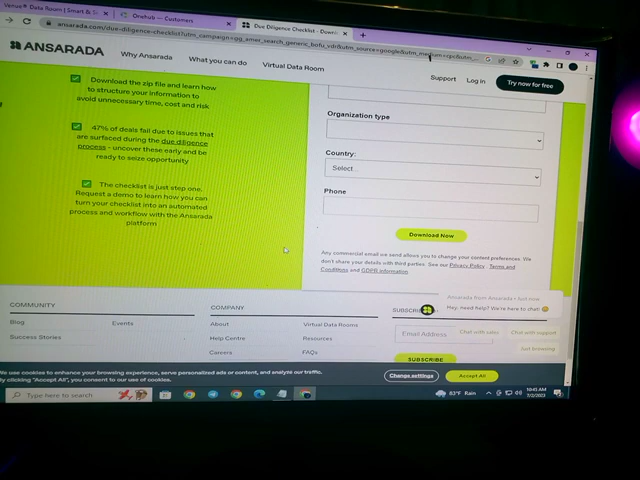 Venue® Data Room | Smart & S
Onehub — Customers
Due Diligence Checklist - Downl
ansarada.com/due-diligence-checklist?utm_campaign=gg_amer_search_generic_bofu_vdr&utm_source=google&utm_medium=cpc&utm_...
ANSARADA
Why Ansarada
What you can do
Virtual Data Room
Support
Log in
Try now for free
Download the zip file and learn how
to structure your information to
avoid unnecessary time, cost and risk
47% of deals fail due to issues that
are surfaced during the due diligence
process - uncover these early and be
ready to seize opportunity
The checklist is just step one.
Request a demo to learn how you can
turn your checklist into an automated
process and workflow with the Ansarada
platform
Organization type
Country:
Select
Phone
Download Now
Any commercial email we send allows you to change your content preferences. We
don't share your details with third parties. See our Privacy Policy. Terms and
Conditions and GDPR information
COMMUNITY
Blog
Events
Success Stories
COMPANY
About
Virtual Data Rooms
Help Centre
Resources
Careers
FAQs
SUBSCRI
Email Address
SUBSCRIBE
Ansarada from Ansarada • just now
Hey, need help? We're here to chat! 😊
Chat with sales
Chat with support
Just browsing
We use cookies to enhance your browsing experience, serve personalized ads or content, and analyze our traffic.
By clicking "Accept All", you consent to our use of cookies.
Change settings
Accept All
Type here to search
83°F Rain
10:45 AM
7/2/2023